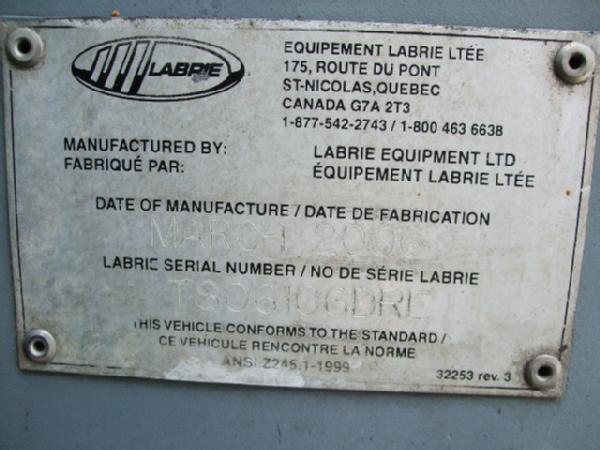 LABRIE
EQUIPEMENT LABRIE LTÉE
175, ROUTE DU PONT
ST-NICOLAS,QUEBEC
CANADA G7A 2T3
1-877-542-2743 / 1-800 463 6638
MANUFACTURED BY: LABRIE EQUIPMENT LTD
FABRIQUÉ PAR: ÉQUIPEMENT LABRIE LTÉE
DATE OF MANUFACTURE / DATE DE FABRICATION
MARCH 2006
LABRIE SERIAL NUMBER / NO DE SÉRIE LABRIE
THIS VEHICLE CONFORMS TO THE STANDARD /
CE VÉHICULE RENCONTRE LA NORME
ANSI Z245.1-1999
32253 rev. 3